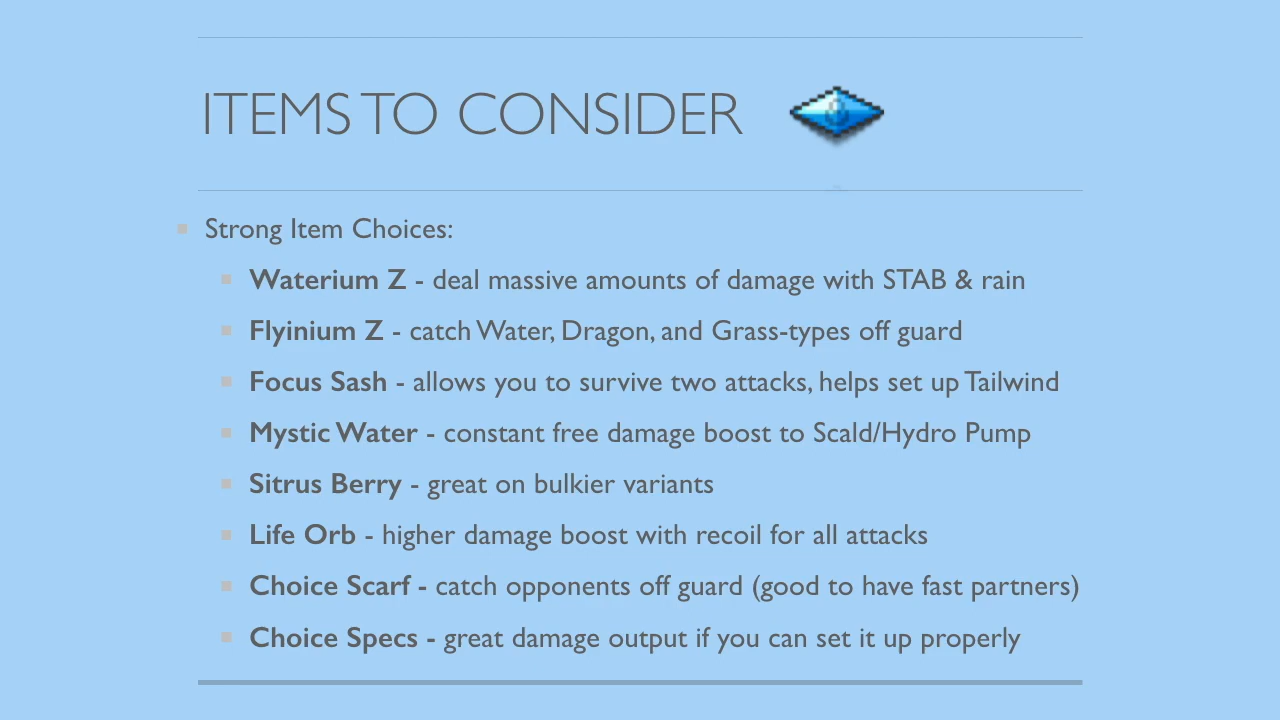 ITEMS TO CONSIDER
Strong Item Choices:
Waterium Z - deal massive amounts of damage with STAB & rain
Flyinium Z - catch Water, Dragon, and Grass-types off guard
Focus Sash - allows you to survive two attacks, helps set up Tailwind
Mystic Water - constant free damage boost to Scald/Hydro Pump
Sitrus Berry - great on bulkier variants
Life Orb - higher damage boost with recoil for all attacks
Choice Scarf - catch opponents off guard (good to have fast partners)
Choice Specs - great damage output if you can set it up properly